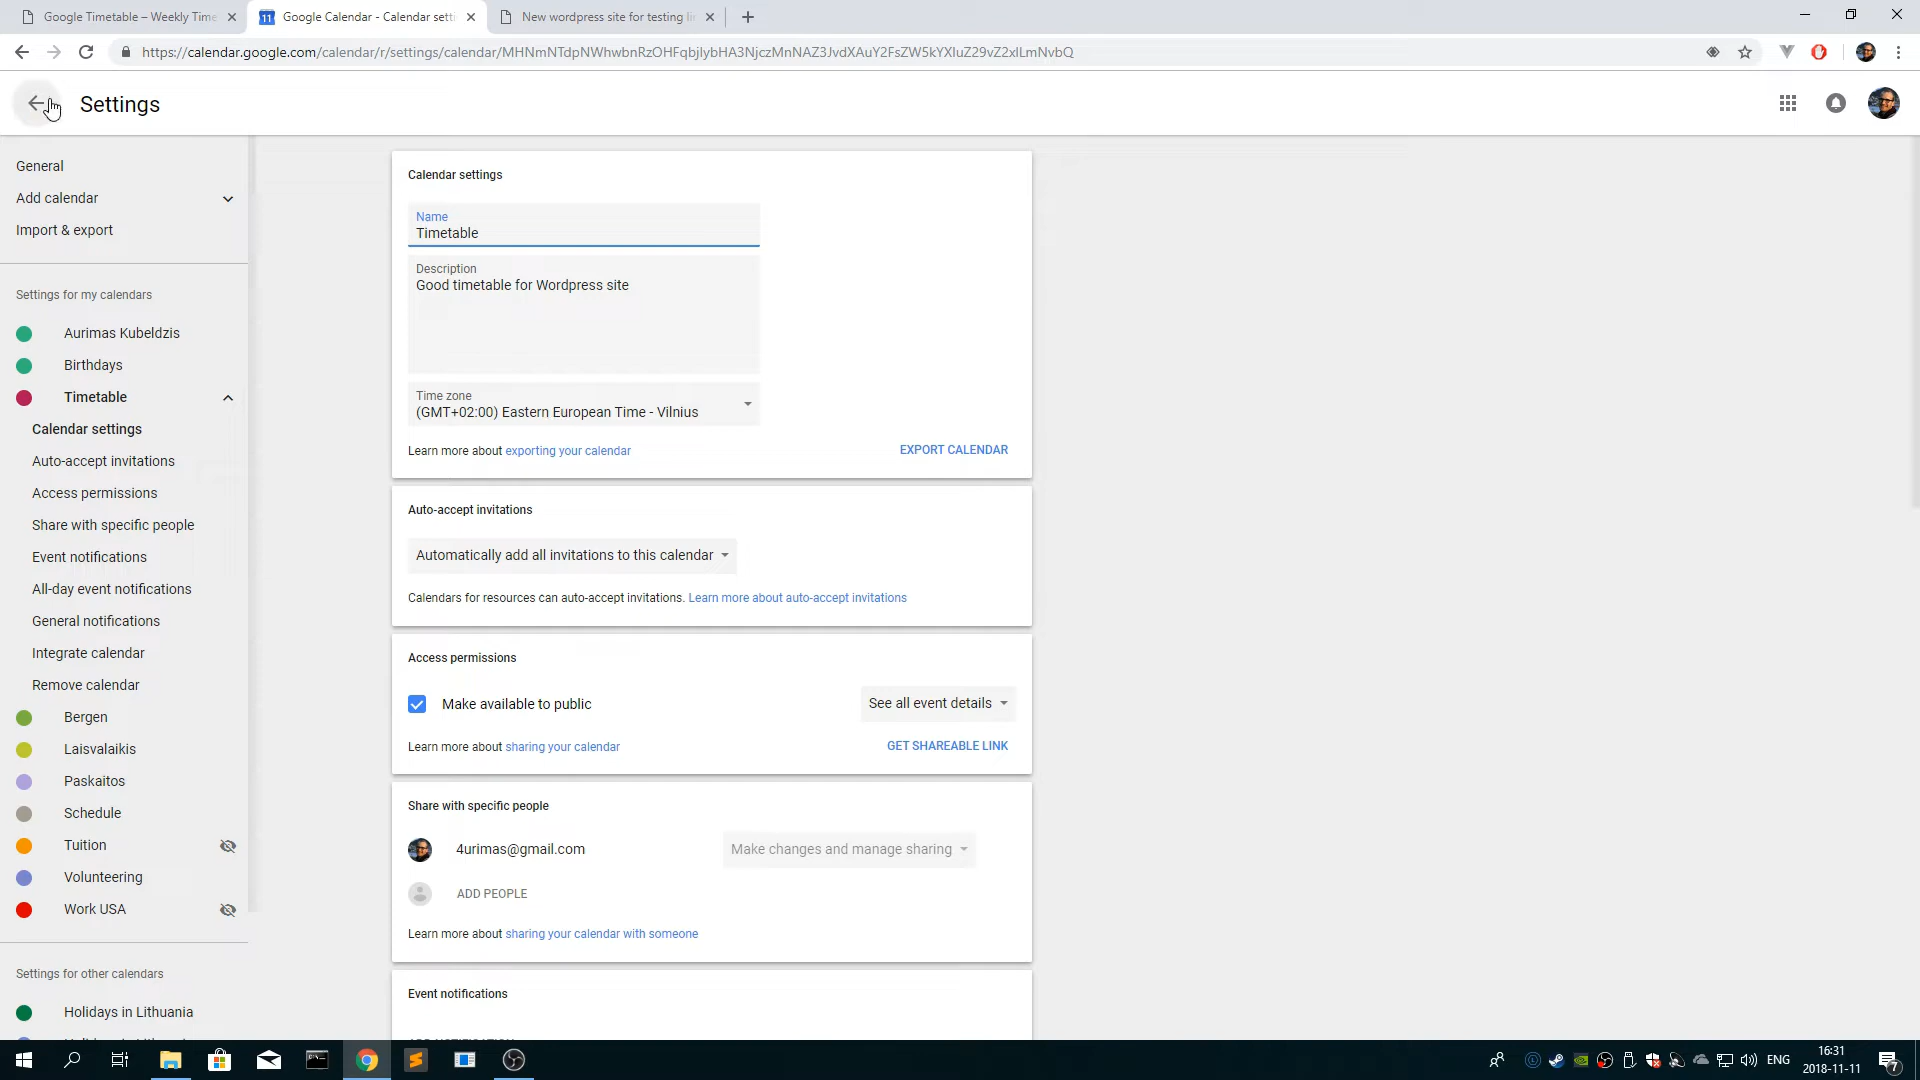 Google Timetable – Weekly Time
Google Calendar - Calendar setti
New wordpress site for testing li
https://calendar.google.com/calendar/r/settings/calendar/
Settings
General
Add calendar
Import & export
Settings for my calendars
Aurimas Kubeldzis
Birthdays
Timetable
Calendar settings
Auto-accept invitations
Access permissions
Share with specific people
Event notifications
All-day event notifications
General notifications
Integrate calendar
Remove calendar
Bergen
Laisvalaikis
Paskaitos
Schedule
Tuition
Volunteering
Work USA
Settings for other calendars
Holidays in Lithuania
Calendar settings
Name
Timetable
Description
Good timetable for Wordpress site
Time zone
(GMT+02:00) Eastern European Time - Vilnius
Learn more about exporting your calendar
EXPORT CALENDAR
Auto-accept invitations
Automatically add all invitations to this calendar
Calendars for resources can auto-accept invitations. Learn more about auto-accept invitations
Access permissions
Make available to public
See all event details
Learn more about sharing your calendar
GET SHAREABLE LINK
Share with specific people
4urimas@gmail.com
Make changes and manage sharing
ADD PEOPLE
Learn more about sharing your calendar with someone
Event notifications
ENG
16:31
2018-11-11
7